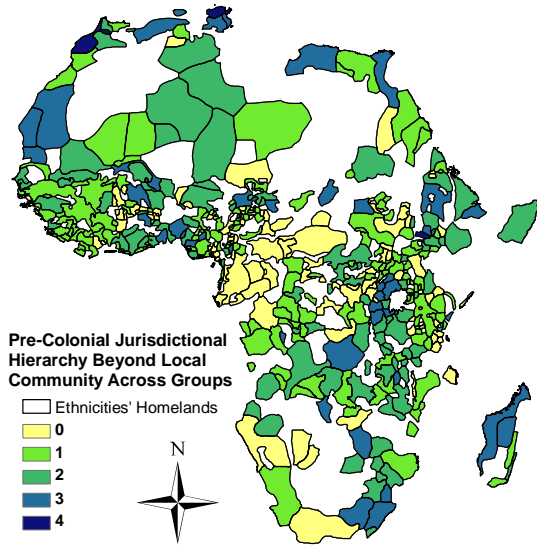 Pre-Colonial Jurisdictional
Hierarchy Beyond Local
Community Across Groups
Ethnicities' Homelands
0
1
2
3
4
N